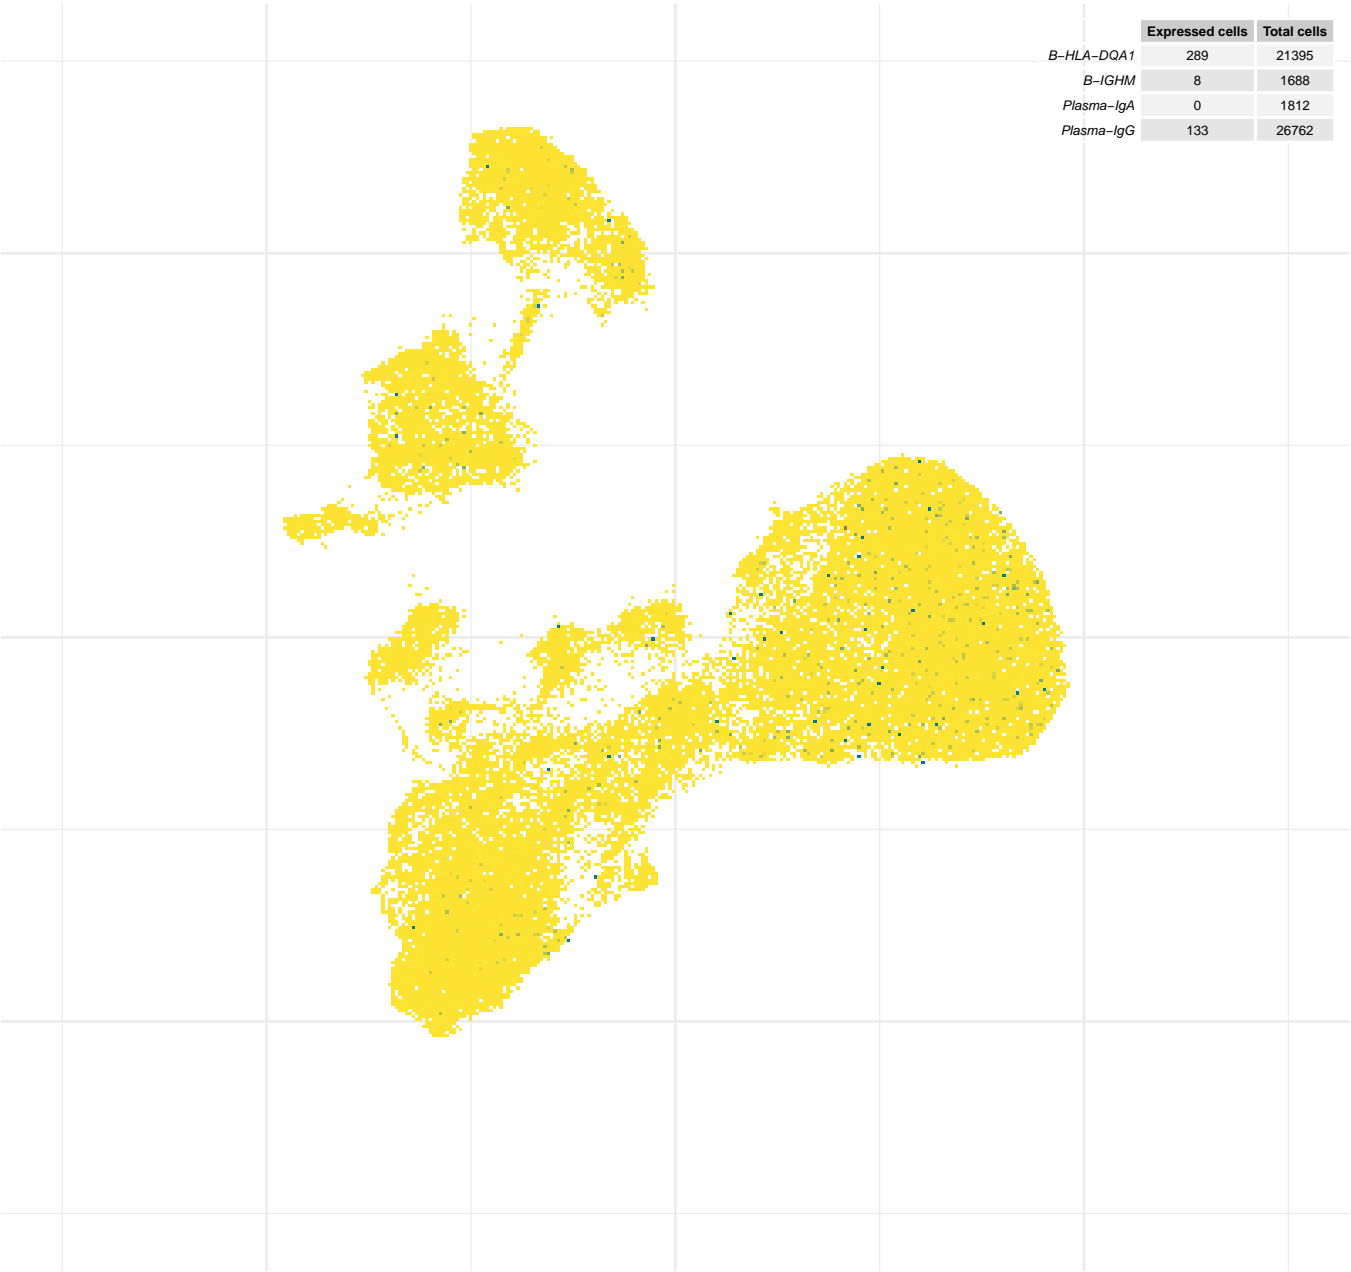 Expressed cells Total cells
B−HLA−DQA1 289 21395
B−IGHM 8 1688
Plasma−IgA 0 1812
Plasma−IgG 133 26762